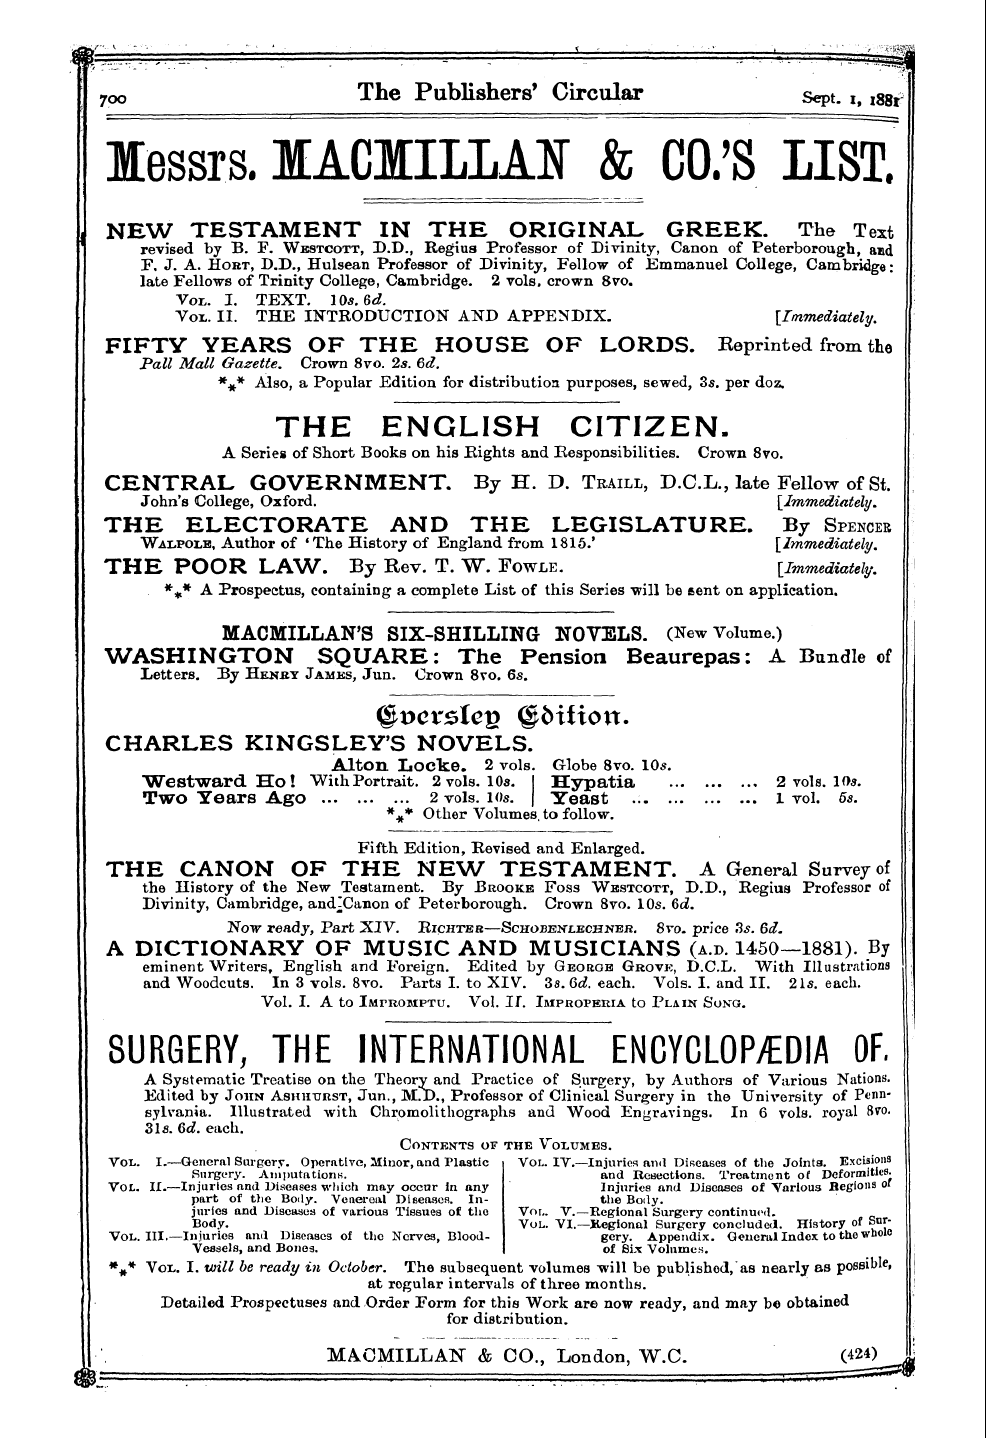 700 The Publishers' Circular Sept. 1, 1881
Messrs. MACMILLAN & CO.'S LIST.
NEW TESTAMENT IN THE ORIGINAL GREEK. The Text
revised by B. F. WESTCOTT, D.D., Regius Professor of Divinity, Canon of Peterborough, and
F. J. A. HORT, D.D., Hulsean Professor of Divinity, Fellow of Emmanuel College, Cambridge:
late Fellows of Trinity College, Cambridge. 2 vols. crown 8vo.
VOL. I. TEXT. 10s. 6d.
VOL. II. THE INTRODUCTION AND APPENDIX. [Immediately.
FIFTY YEARS OF THE HOUSE OF LORDS. Reprinted from the
Pall Mall Gazette. Crown 8vo. 2s. 6d.
*** Also, a Popular Edition for distribution purposes, sewed, 3s. per doz.
THE ENGLISH CITIZEN.
A Series of Short Books on his Rights and Responsibilities. Crown 8vo.
CENTRAL GOVERNMENT. By H. D. TRAILL, D.C.L., late Fellow of St.
John's College, Oxford. [Immediately.
THE ELECTORATE AND THE LEGISLATURE. By SPENCER
WALPOLE, Author of 'The History of England from 1815.' [Immediately.
THE POOR LAW. By Rev. T. W. FOWLE. [Immediately.
*** A Prospectus, containing a complete List of this Series will be sent on application.
MACMILLAN'S SIX-SHILLING NOVELS. (New Volume.)
WASHINGTON SQUARE: The Pension Beaurepas: A Bundle of
Letters. By HENRY JAMES, Jun. Crown 8vo. 6s.
Eversley Edition.
CHARLES KINGSLEY'S NOVELS.
Alton Locke. 2 vols. Globe 8vo. 10s.
Westward Ho! With Portrait. 2 vols. 10s. | Hypatia ... ... ... 2 vols. 10s.
Two Years Ago ... ... ... 2 vols. 10s. | Yeast ... ... ... ... 1 vol. 5s.
*** Other Volumes to follow.
Fifth Edition, Revised and Enlarged.
THE CANON OF THE NEW TESTAMENT. A General Survey of
the History of the New Testament. By BROOKE FOSS WESTCOTT, D.D., Regius Professor of
Divinity, Cambridge, and Canon of Peterborough. Crown 8vo. 10s. 6d.
Now ready, Part XIV. RICHTER—SCHOBENLECHNER. 8vo. price 3s. 6d.
A DICTIONARY OF MUSIC AND MUSICIANS (A.D. 1450—1881). By
eminent Writers, English and Foreign. Edited by GEORGE GROVE, D.C.L. With Illustrations
and Woodcuts. In 3 vols. 8vo. Parts I. to XIV. 3s. 6d. each. Vols. I. and II. 21s. each.
Vol. I. A to IMPROMPTU. Vol. II. IMPROPERIA to PLAIN SONG.
SURGERY, THE INTERNATIONAL ENCYCLOPÆDIA OF.
A Systematic Treatise on the Theory and Practice of Surgery, by Authors of Various Nations.
Edited by JOHN ASHHURST, Jun., M.D., Professor of Clinical Surgery in the University of Penn-
sylvania. Illustrated with Chromolithographs and Wood Engravings. In 6 vols. royal 8vo.
31s. 6d. each.
CONTENTS OF THE VOLUMES.
VOL. I.—General Surgery. Operative, Minor, and Plastic
Surgery. Amputations.
VOL. II.—Injuries and Diseases which may occur in any
part of the Body. Venereal Diseases. In-
juries and Diseases of various Tissues of the
Body.
VOL. III.—Injuries and Diseases of the Nerves, Blood-
Vessels, and Bones.
VOL. IV.—Injuries and Diseases of the Joints. Excisions
and Resections. Treatment of Deformities.
Injuries and Diseases of Various Regions of
the Body.
VOL. V.—Regional Surgery continued.
VOL. VI.—Regional Surgery concluded. History of Sur-
gery. Appendix. General Index to the whole
of Six Volumes.
*** VOL. I. will be ready in October. The subsequent volumes will be published, as nearly as possible,
at regular intervals of three months.
Detailed Prospectuses and Order Form for this Work are now ready, and may be obtained
for distribution.
MACMILLAN & CO., London, W.C. (424)